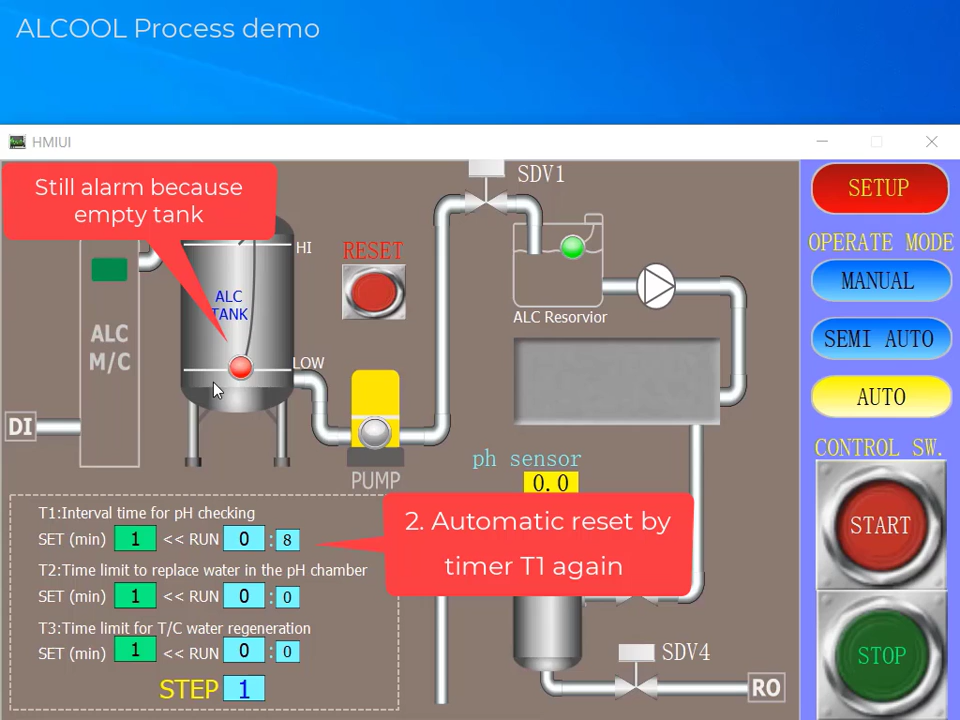 ALCOOL Process demo
HMIUI
Still alarm because
empty tank
SDV1
SETUP
OPERATE MODE
MANUAL
SEMI AUTO
AUTO
CONTROL SW.
START
STOP
HI
RESET
ALC
TANK
ALC Resorvior
ALC
M/C
LOW
DI
PUMP
ph sensor
0.0
T1:Interval time for pH checking
SET (min) 1 << RUN 0 : 8
2. Automatic reset by
timer T1 again
T2:Time limit to replace water in the pH chamber
SET (min) 1 << RUN 0 : 0
T3:Time limit for T/C water regeneration
SET (min) 1 << RUN 0 : 0
STEP 1
SDV4
RO